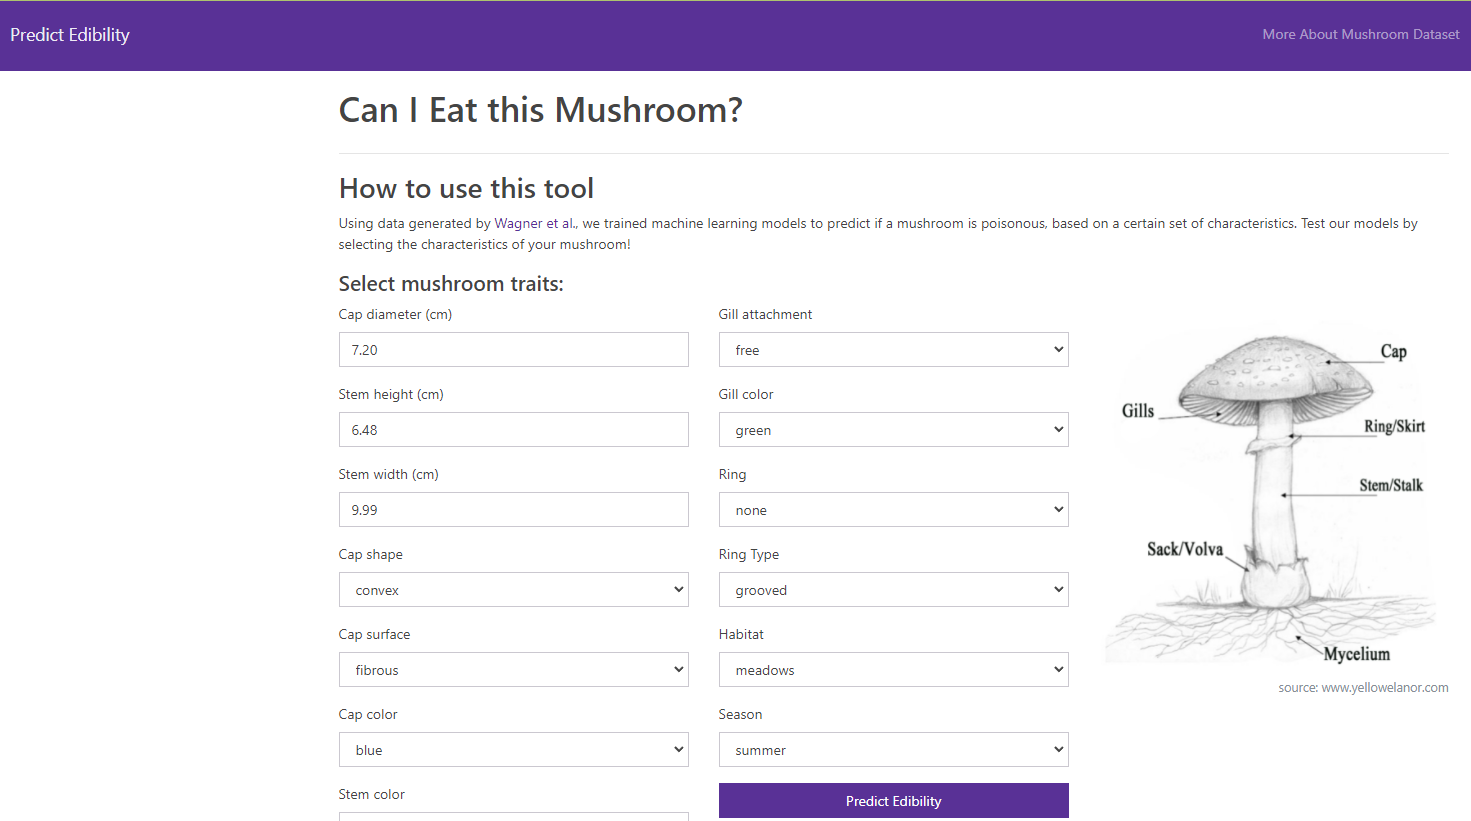 Predict Edibility
More About Mushroom Dataset
Can I Eat this Mushroom?
How to use this tool
Using data generated by Wagner et al., we trained machine learning models to predict if a mushroom is poisonous, based on a certain set of characteristics. Test our models by
selecting the characteristics of your mushroom!
Select mushroom traits:
Cap diameter (cm)
7.20
Stem height (cm)
6.48
Stem width (cm)
9.99
Cap shape
convex
Cap surface
fibrous
Cap color
blue
Stem color
Gill attachment
free
Gill color
green
Ring
none
Ring Type
grooved
Habitat
meadows
Season
summer
Predict Edibility
Cap
Gills
Ring/Skirt
Stem/Stalk
Sack/Volva
Mycelium
source: www.yellowelanor.com